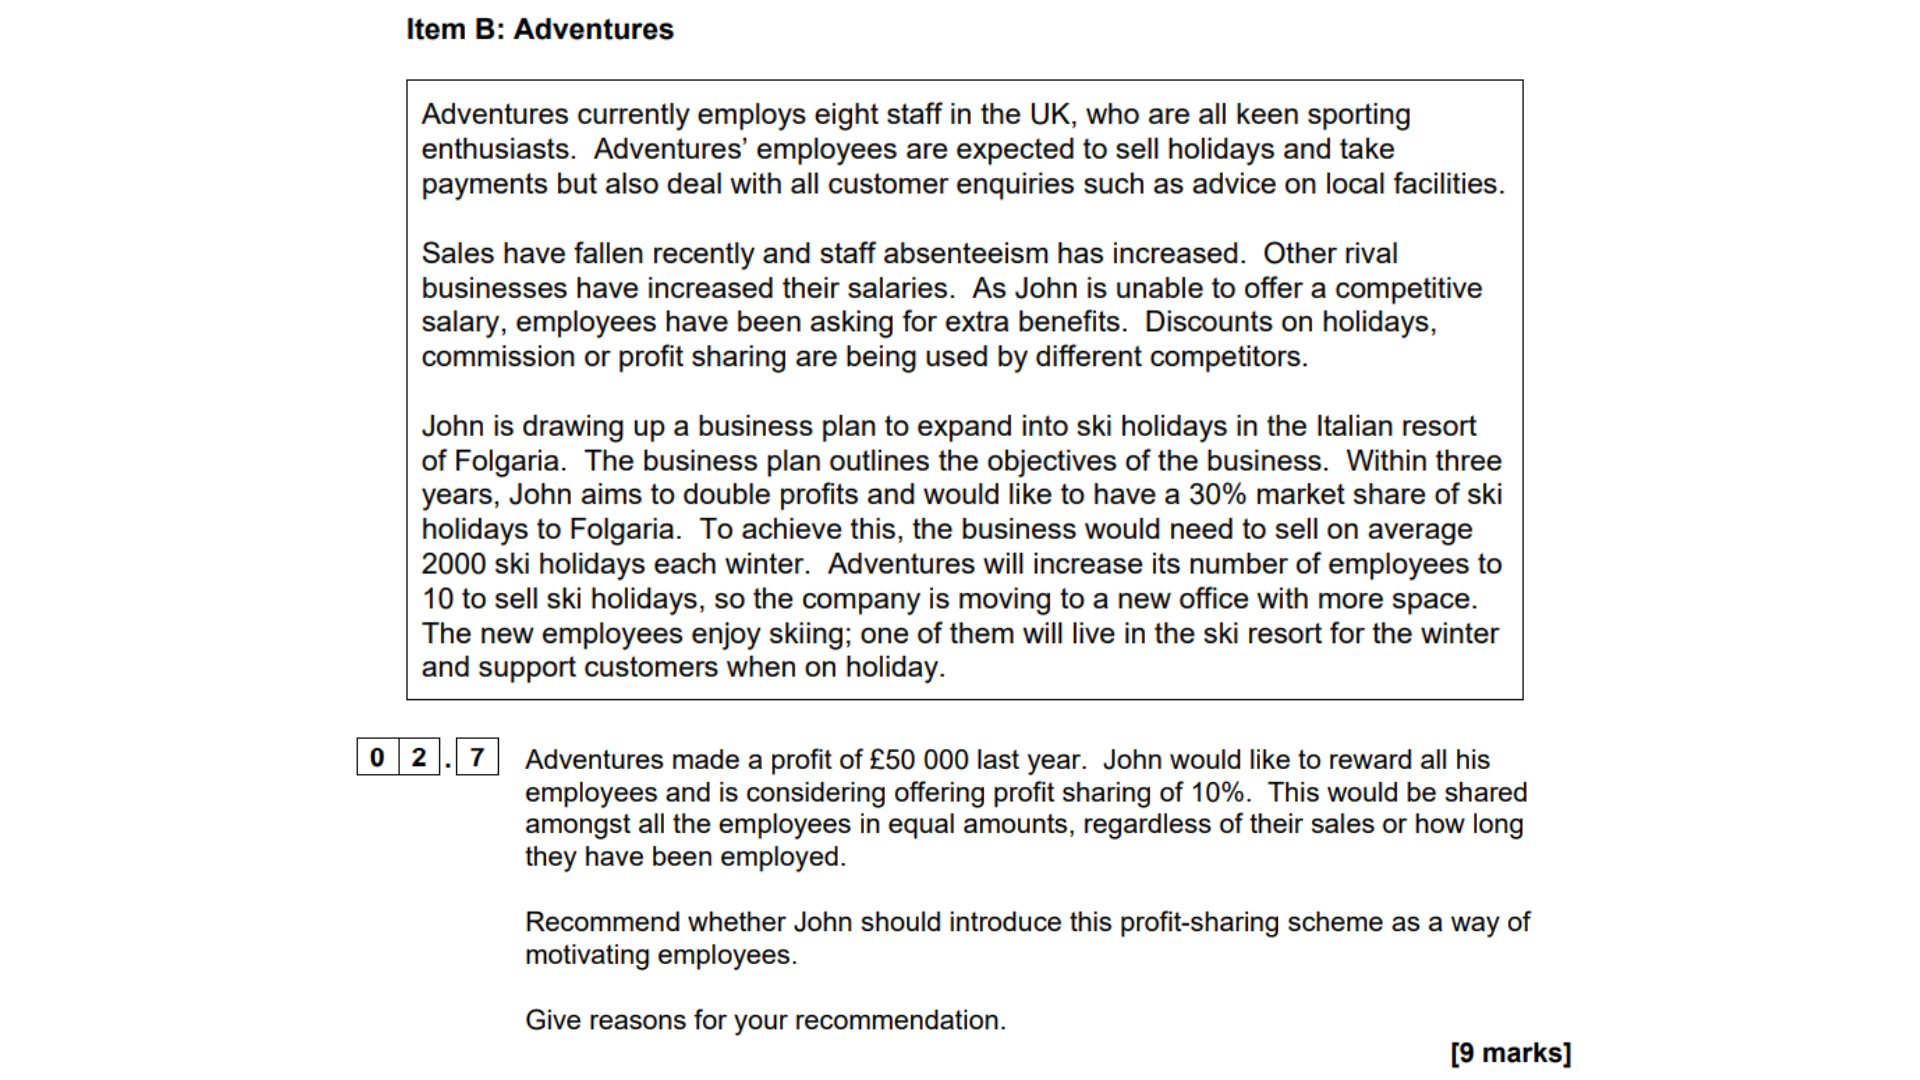 Item B: Adventures
Adventures currently employs eight staff in the UK, who are all keen sporting
enthusiasts.  Adventures’ employees are expected to sell holidays and take
payments but also deal with all customer enquiries such as advice on local facilities.
Sales have fallen recently and staff absenteeism has increased.  Other rival
businesses have increased their salaries.  As John is unable to offer a competitive
salary, employees have been asking for extra benefits.  Discounts on holidays,
commission or profit sharing are being used by different competitors.
John is drawing up a business plan to expand into ski holidays in the Italian resort
of Folgaria.  The business plan outlines the objectives of the business.  Within three
years, John aims to double profits and would like to have a 30% market share of ski
holidays to Folgaria.  To achieve this, the business would need to sell on average
2000 ski holidays each winter.  Adventures will increase its number of employees to
10 to sell ski holidays, so the company is moving to a new office with more space.
The new employees enjoy skiing; one of them will live in the ski resort for the winter
and support customers when on holiday.
0 2 . 7 Adventures made a profit of £50 000 last year.  John would like to reward all his
employees and is considering offering profit sharing of 10%.  This would be shared
amongst all the employees in equal amounts, regardless of their sales or how long
they have been employed.
Recommend whether John should introduce this profit-sharing scheme as a way of
motivating employees.
Give reasons for your recommendation.
[9 marks]